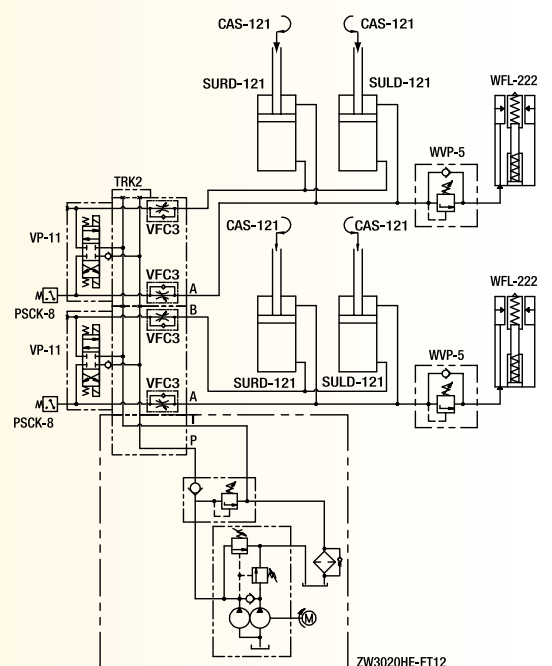 CAS-121
CAS-121
SURD-121
SULD-121
WFL-222
WVP-5
TRK2
VFC3
VP-11
CAS-121
CAS-121
VFC3
A
PSCK-8
B
WFL-222
VFC3
VP-11
WVP-5
VFC3
SURD-121
SULD-121
A
PSCK-8
T
P
M
ZW3020HE-FT12